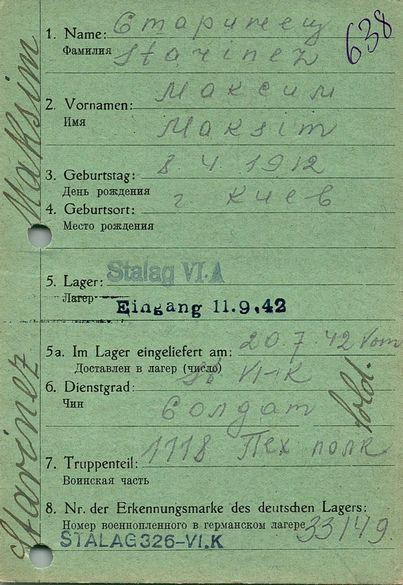 638
1. Name: Старинец
Фамилия Starinez
2. Vornamen: Максим
Имя Maksim
3. Geburtstag: 8 4 1912
День рождения
4. Geburtsort: г Киев
Место рождения
5. Lager: Stalag VI.A
Лагерь
Eingang 11.9.42
5a. Im Lager eingeliefert am: 20.7.42 Vom
Доставлен в лагерь (число) VI-K
6. Dienstgrad: Солдат
Чин
Sold.
7. Truppenteil: 1118 Пех полк
Воинская часть
8. Nr. der Erkennungsmarke des deutschen Lagers:
Номер военнопленного в германском лагере 33149
STALAG326-VI.K
Starinez Maksim